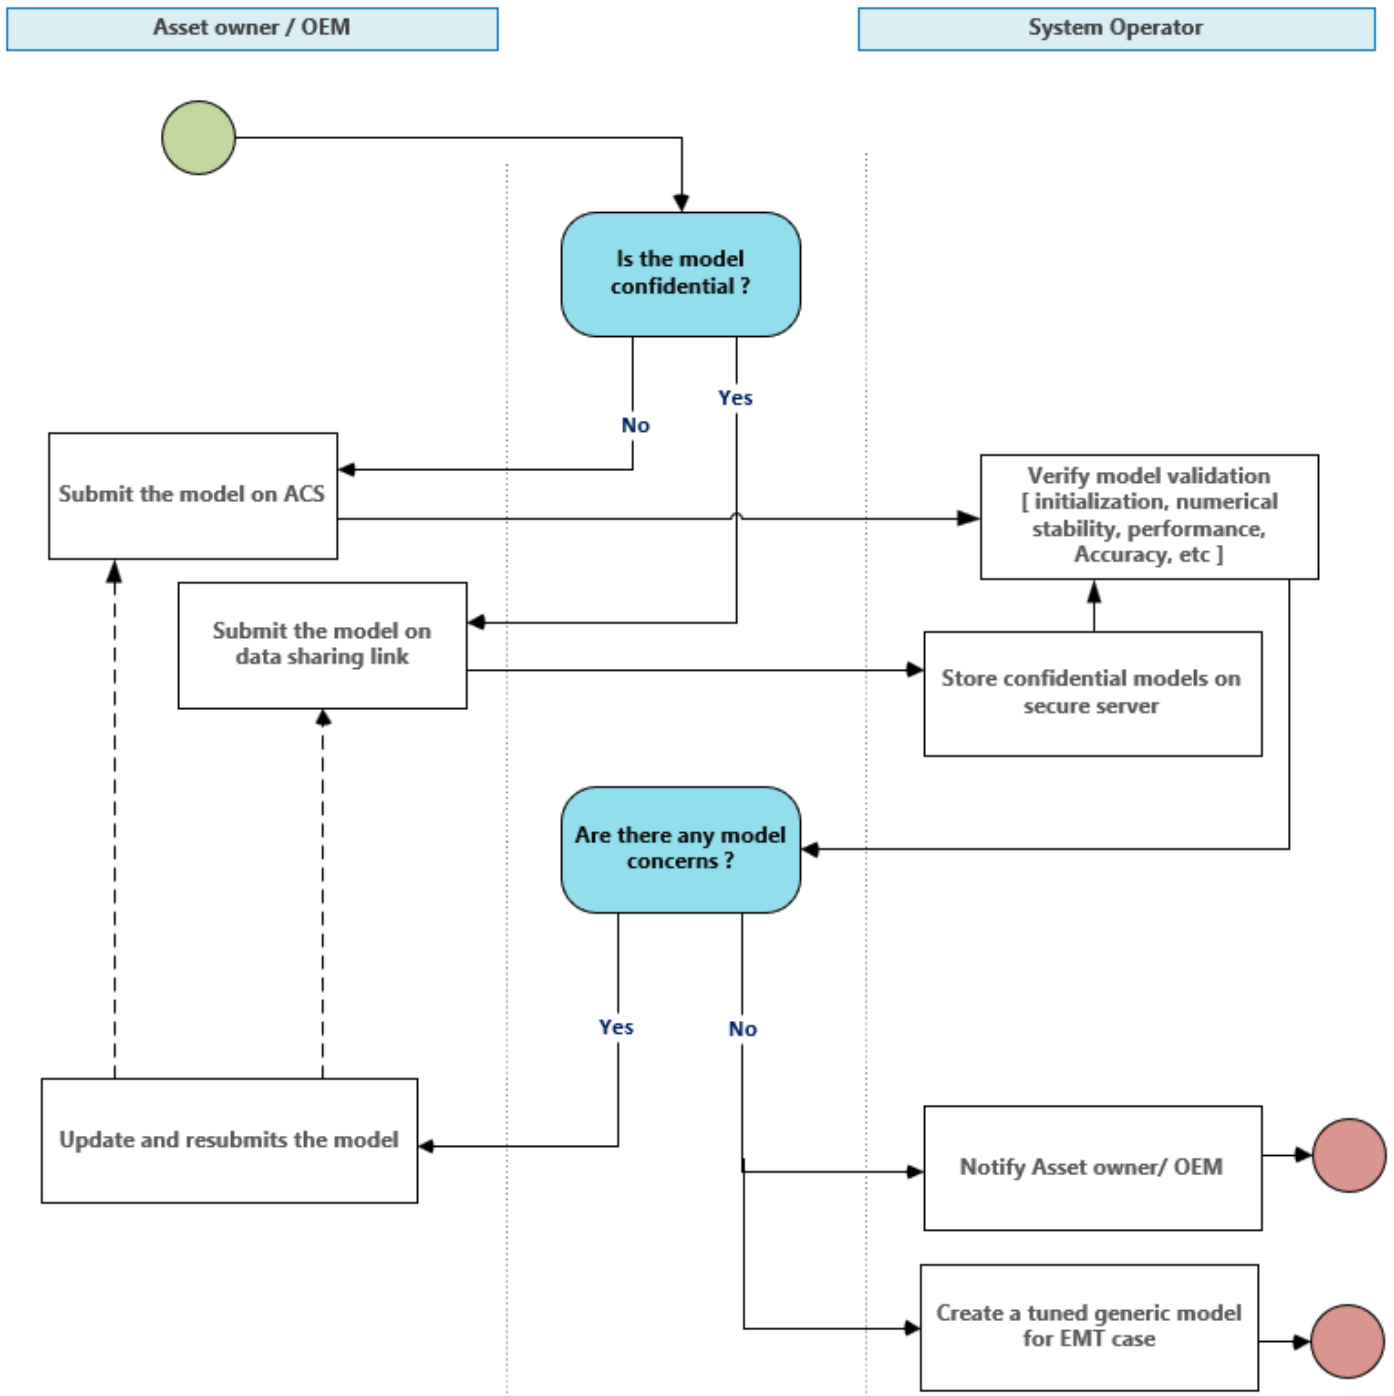 Asset owner / OEM
System Operator
Is the model
confidential ?
Yes
No
Submit the model on ACS
Verify model validation
[ initialization, numerical
stability, performance,
Accuracy, etc ]
Submit the model on
data sharing link
Store confidential models on
secure server
Are there any model
concerns ?
Yes
No
Update and resubmits the model
Notify Asset owner/ OEM
Create a tuned generic model
for EMT case